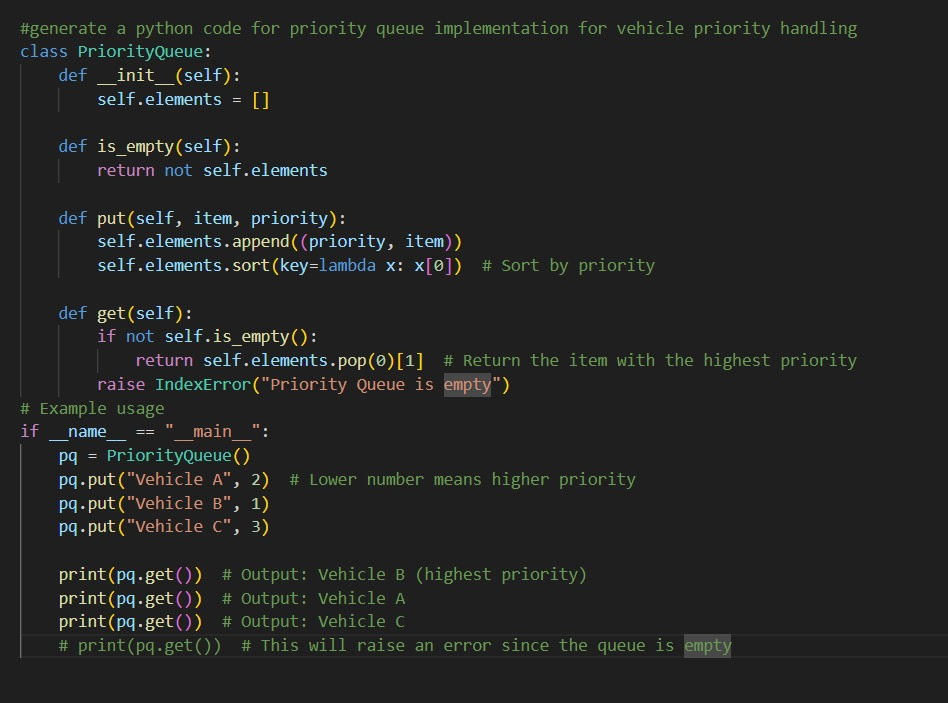 #generate a python code for priority queue implementation for vehicle priority handling
class PriorityQueue:
    def __init__(self):
        self.elements = []

    def is_empty(self):
        return not self.elements

    def put(self, item, priority):
        self.elements.append((priority, item))
        self.elements.sort(key=lambda x: x[0])  # Sort by priority

    def get(self):
        if not self.is_empty():
            return self.elements.pop(0)[1]  # Return the item with the highest priority
        raise IndexError("Priority Queue is empty")
# Example usage
if __name__ == "__main__":
    pq = PriorityQueue()
    pq.put("Vehicle A", 2)  # Lower number means higher priority
    pq.put("Vehicle B", 1)
    pq.put("Vehicle C", 3)

    print(pq.get())  # Output: Vehicle B (highest priority)
    print(pq.get())  # Output: Vehicle A
    print(pq.get())  # Output: Vehicle C
    # print(pq.get())  # This will raise an error since the queue is empty